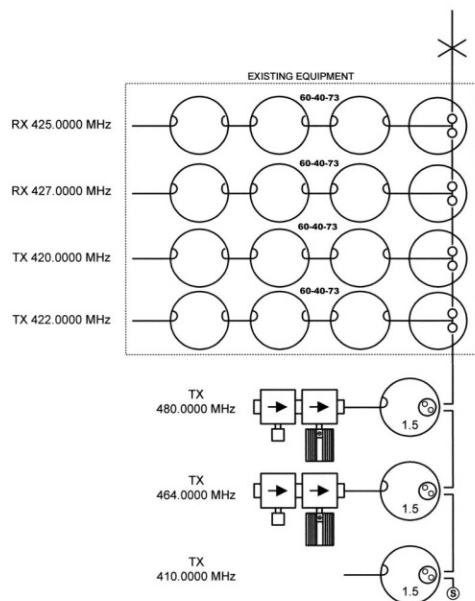 EXISTING EQUIPMENT
60-40-73
RX 425.0000 MHz
60-40-73
RX 427.0000 MHz
60-40-73
TX 420.0000 MHz
60-40-73
TX 422.0000 MHz
TX
480.0000 MHz
1.5
TX
464.0000 MHz
1.5
TX
410.0000 MHz
1.5
S